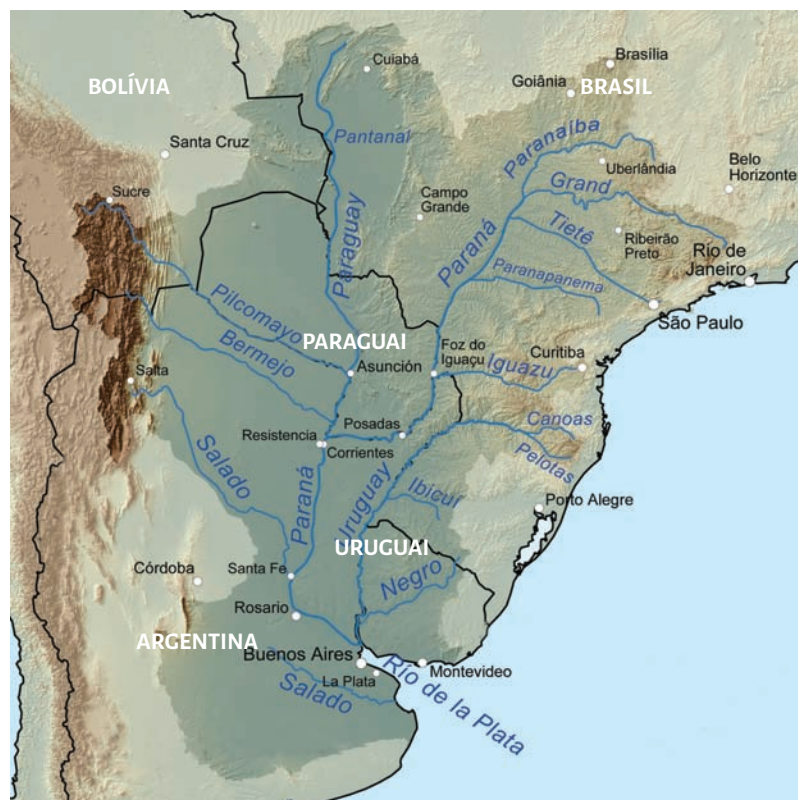 Brasília
Cuiabá
Goiânia
BRASIL
BOLÍVIA
Pantanal
Paranaíba
Santa Cruz
Uberlândia
Belo
Horizonte
Grand
Sucre
Campo
Grande
Tietê
Ribeirão
Preto
Paraguay
Paraná
Rio de
Janeiro
Paranapanema
Pilcomayo
São Paulo
PARAGUAI
Bermejo
Foz do
Iguaçu
Curitiba
Iguazu
Asunción
Salta
Posadas
Canoas
Resistencia
Corrientes
Pelotas
Salado
Paraná
Uruguay
Ibicuí
Porto Alegre
URUGUAI
Córdoba
Santa Fe
Negro
Rosario
ARGENTINA
Buenos Aires
Río de la Plata
Montevideo
La Plata
Salado